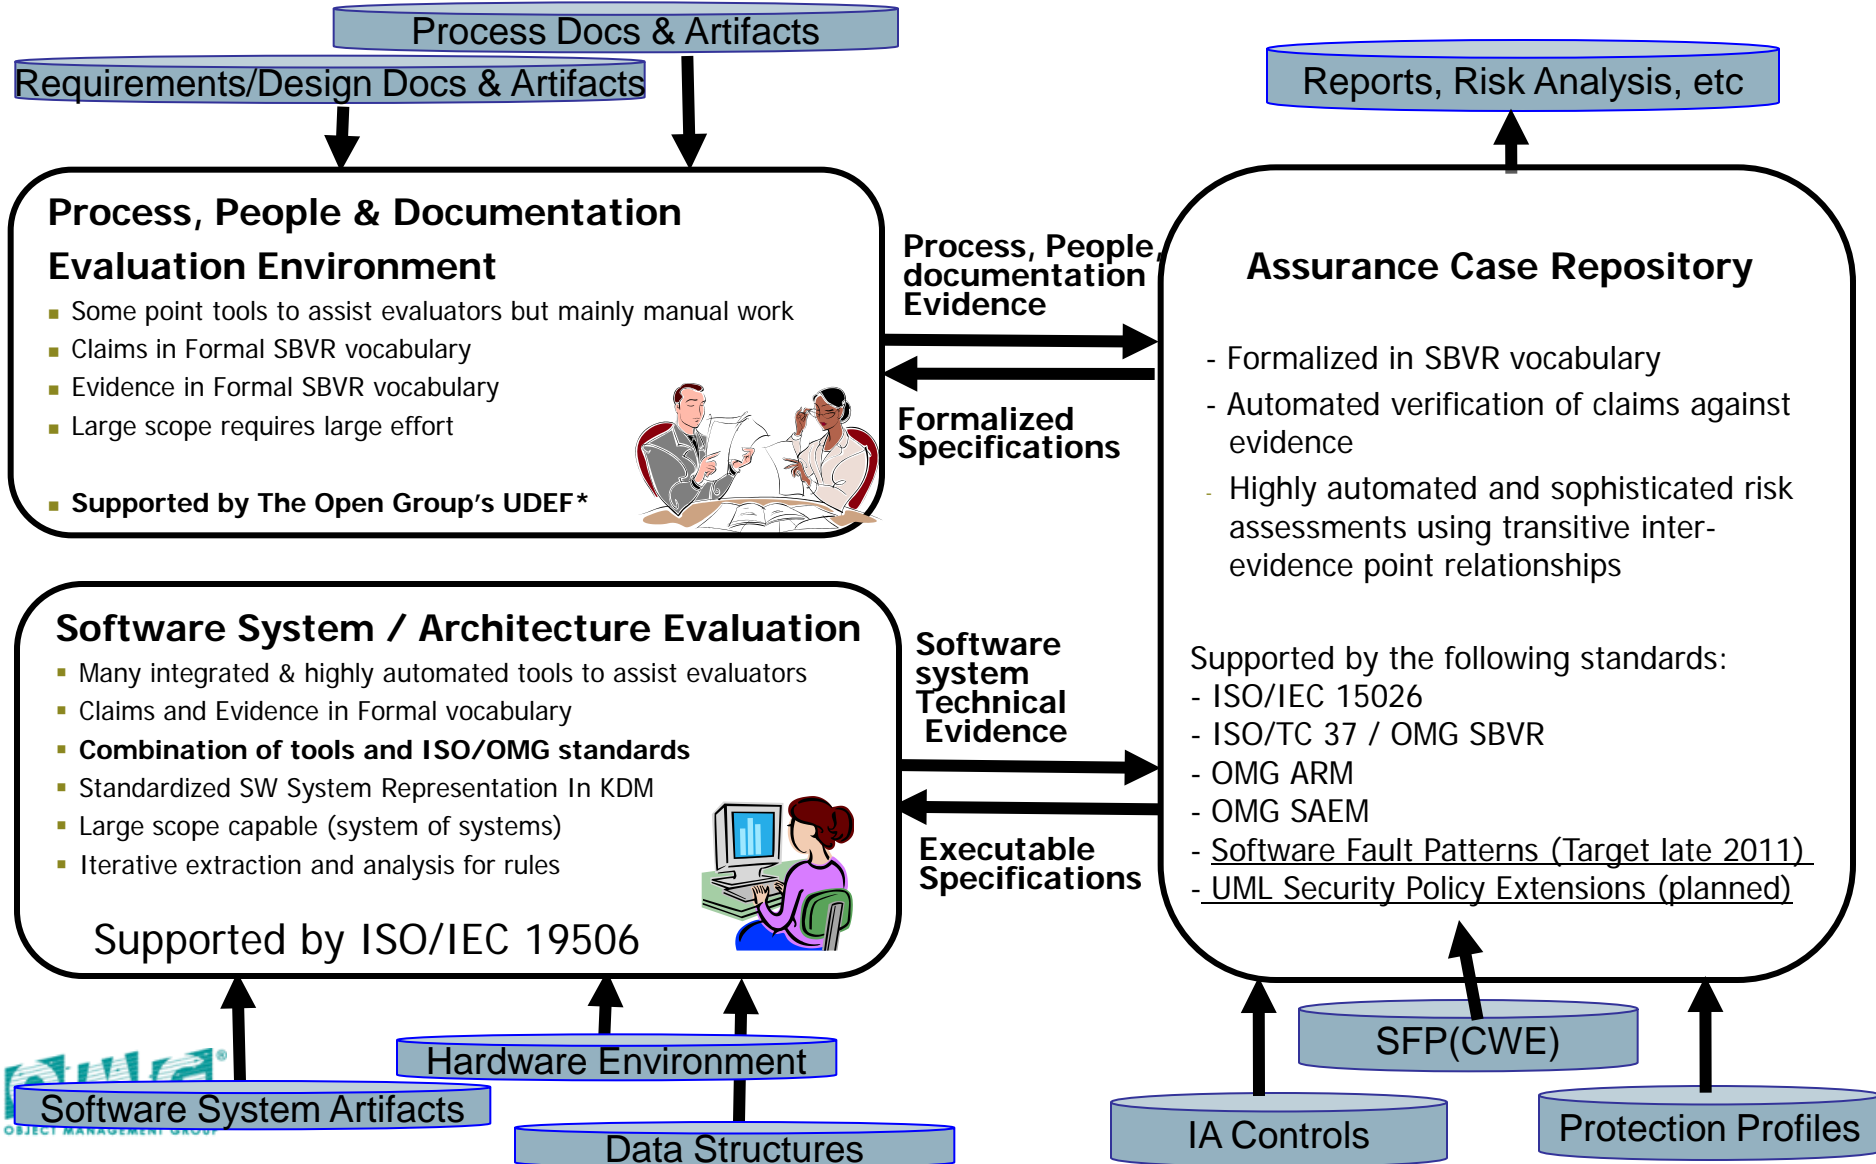 Process Docs & Artifacts
Requirements/Design Docs & Artifacts
Reports, Risk Analysis, etc
Process, People & Documentation
Evaluation Environment
Some point tools to assist evaluators but mainly manual work
Claims in Formal SBVR vocabulary
Evidence in Formal SBVR vocabulary
Large scope requires large effort
Supported by The Open Group's UDEF*
Process, People,
documentation
Evidence
Formalized
Specifications
Assurance Case Repository
- Formalized in SBVR vocabulary
- Automated verification of claims against
evidence
- Highly automated and sophisticated risk
assessments using transitive inter-
evidence point relationships
Supported by the following standards:
- ISO/IEC 15026
- ISO/TC 37 / OMG SBVR
- OMG ARM
- OMG SAEM
- Software Fault Patterns (Target late 2011)
- UML Security Policy Extensions (planned)
Software System / Architecture Evaluation
Many integrated & highly automated tools to assist evaluators
Claims and Evidence in Formal vocabulary
Combination of tools and ISO/OMG standards
Standardized SW System Representation In KDM
Large scope capable (system of systems)
Iterative extraction and analysis for rules
Supported by ISO/IEC 19506
Software
system
Technical
Evidence
Executable
Specifications
Hardware Environment
Software System Artifacts
Data Structures
SFP(CWE)
IA Controls
Protection Profiles
OMG®
OBJECT MANAGEMENT GROUP